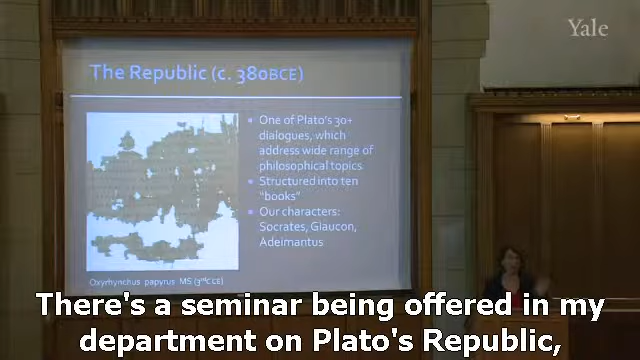 Yale
The Republic (c. 380BCE)
One of Plato's 30+
dialogues, which
address wide range of
philosophical topics
Structured into ten
"books"
Our characters:
Socrates, Glaucon,
Adeimantus
Oxyrhynchus papyrus MS (3rd C CE)
There's a seminar being offered in my
department on Plato's Republic,